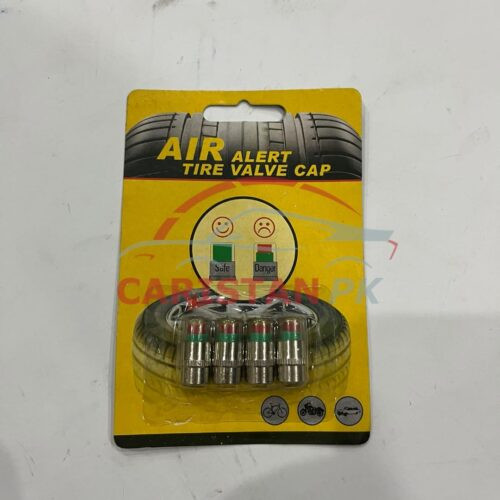 AIR ALERT
TIRE VALVE CAP
Safe
Danger
CARISTAN.PK